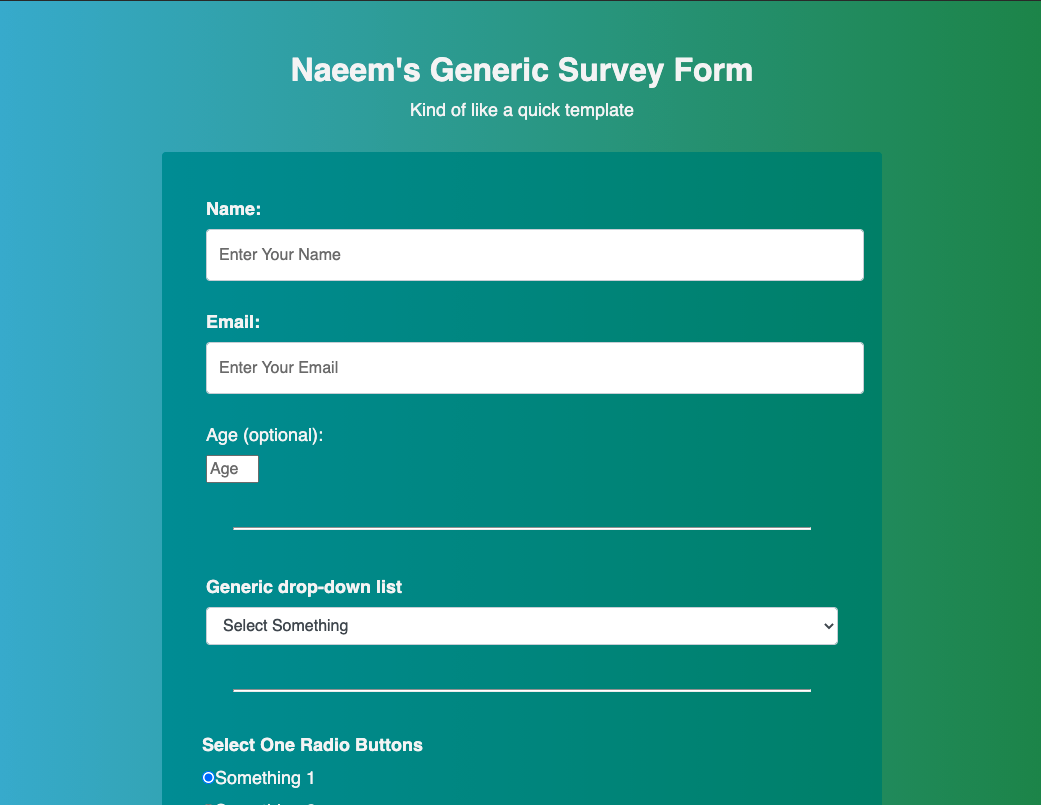 Naeem's Generic Survey Form
Kind of like a quick template
Name:
Enter Your Name
Email:
Enter Your Email
Age (optional):
Age
Generic drop-down list
Select Something
Select One Radio Buttons
Something 1